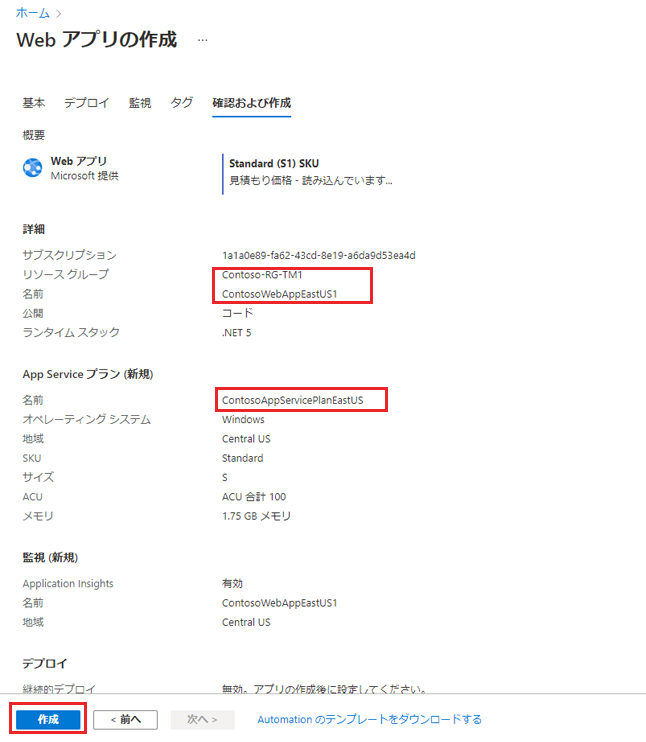 ホーム >
Web アプリの作成 …
基本 デプロイ 監視 タグ 確認および作成
概要
Web アプリ
Microsoft 提供
Standard (S1) SKU
見積もり価格 - 読み込んでいます...
詳細
サブスクリプション 1a1a0e89-fa62-43cd-8e19-a6da9d53ea4d
リソース グループ Contoso-RG-TM1
名前 ContosoWebAppEastUS1
公開 コード
ランタイム スタック .NET 5
App Service プラン (新規)
名前 ContosoAppServicePlanEastUS
オペレーティング システム Windows
地域 Central US
SKU Standard
サイズ S
ACU ACU 合計 100
メモリ 1.75 GB メモリ
監視 (新規)
Application Insights 有効
名前 ContosoWebAppEastUS1
地域 Central US
デプロイ
継続的デプロイ 無効。アプリの作成後に設定してください。
作成 < 前へ 次へ > Automation のテンプレートをダウンロードする